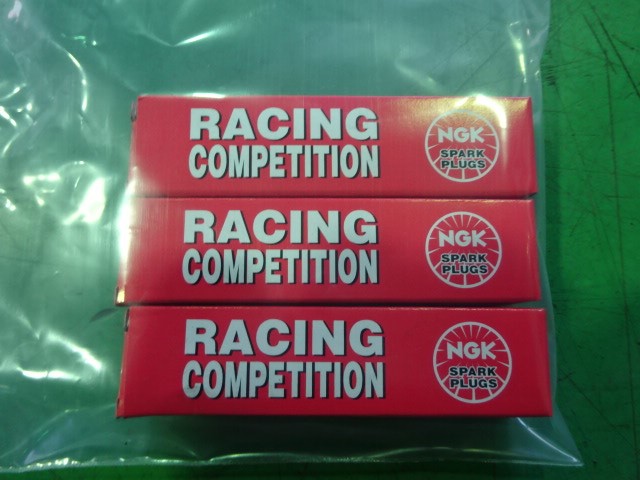 RACING
COMPETITION
NGK
SPARK
PLUGS
RACING
COMPETITION
NGK
SPARK
PLUGS
RACING
COMPETITION
NGK
SPARK
PLUGS